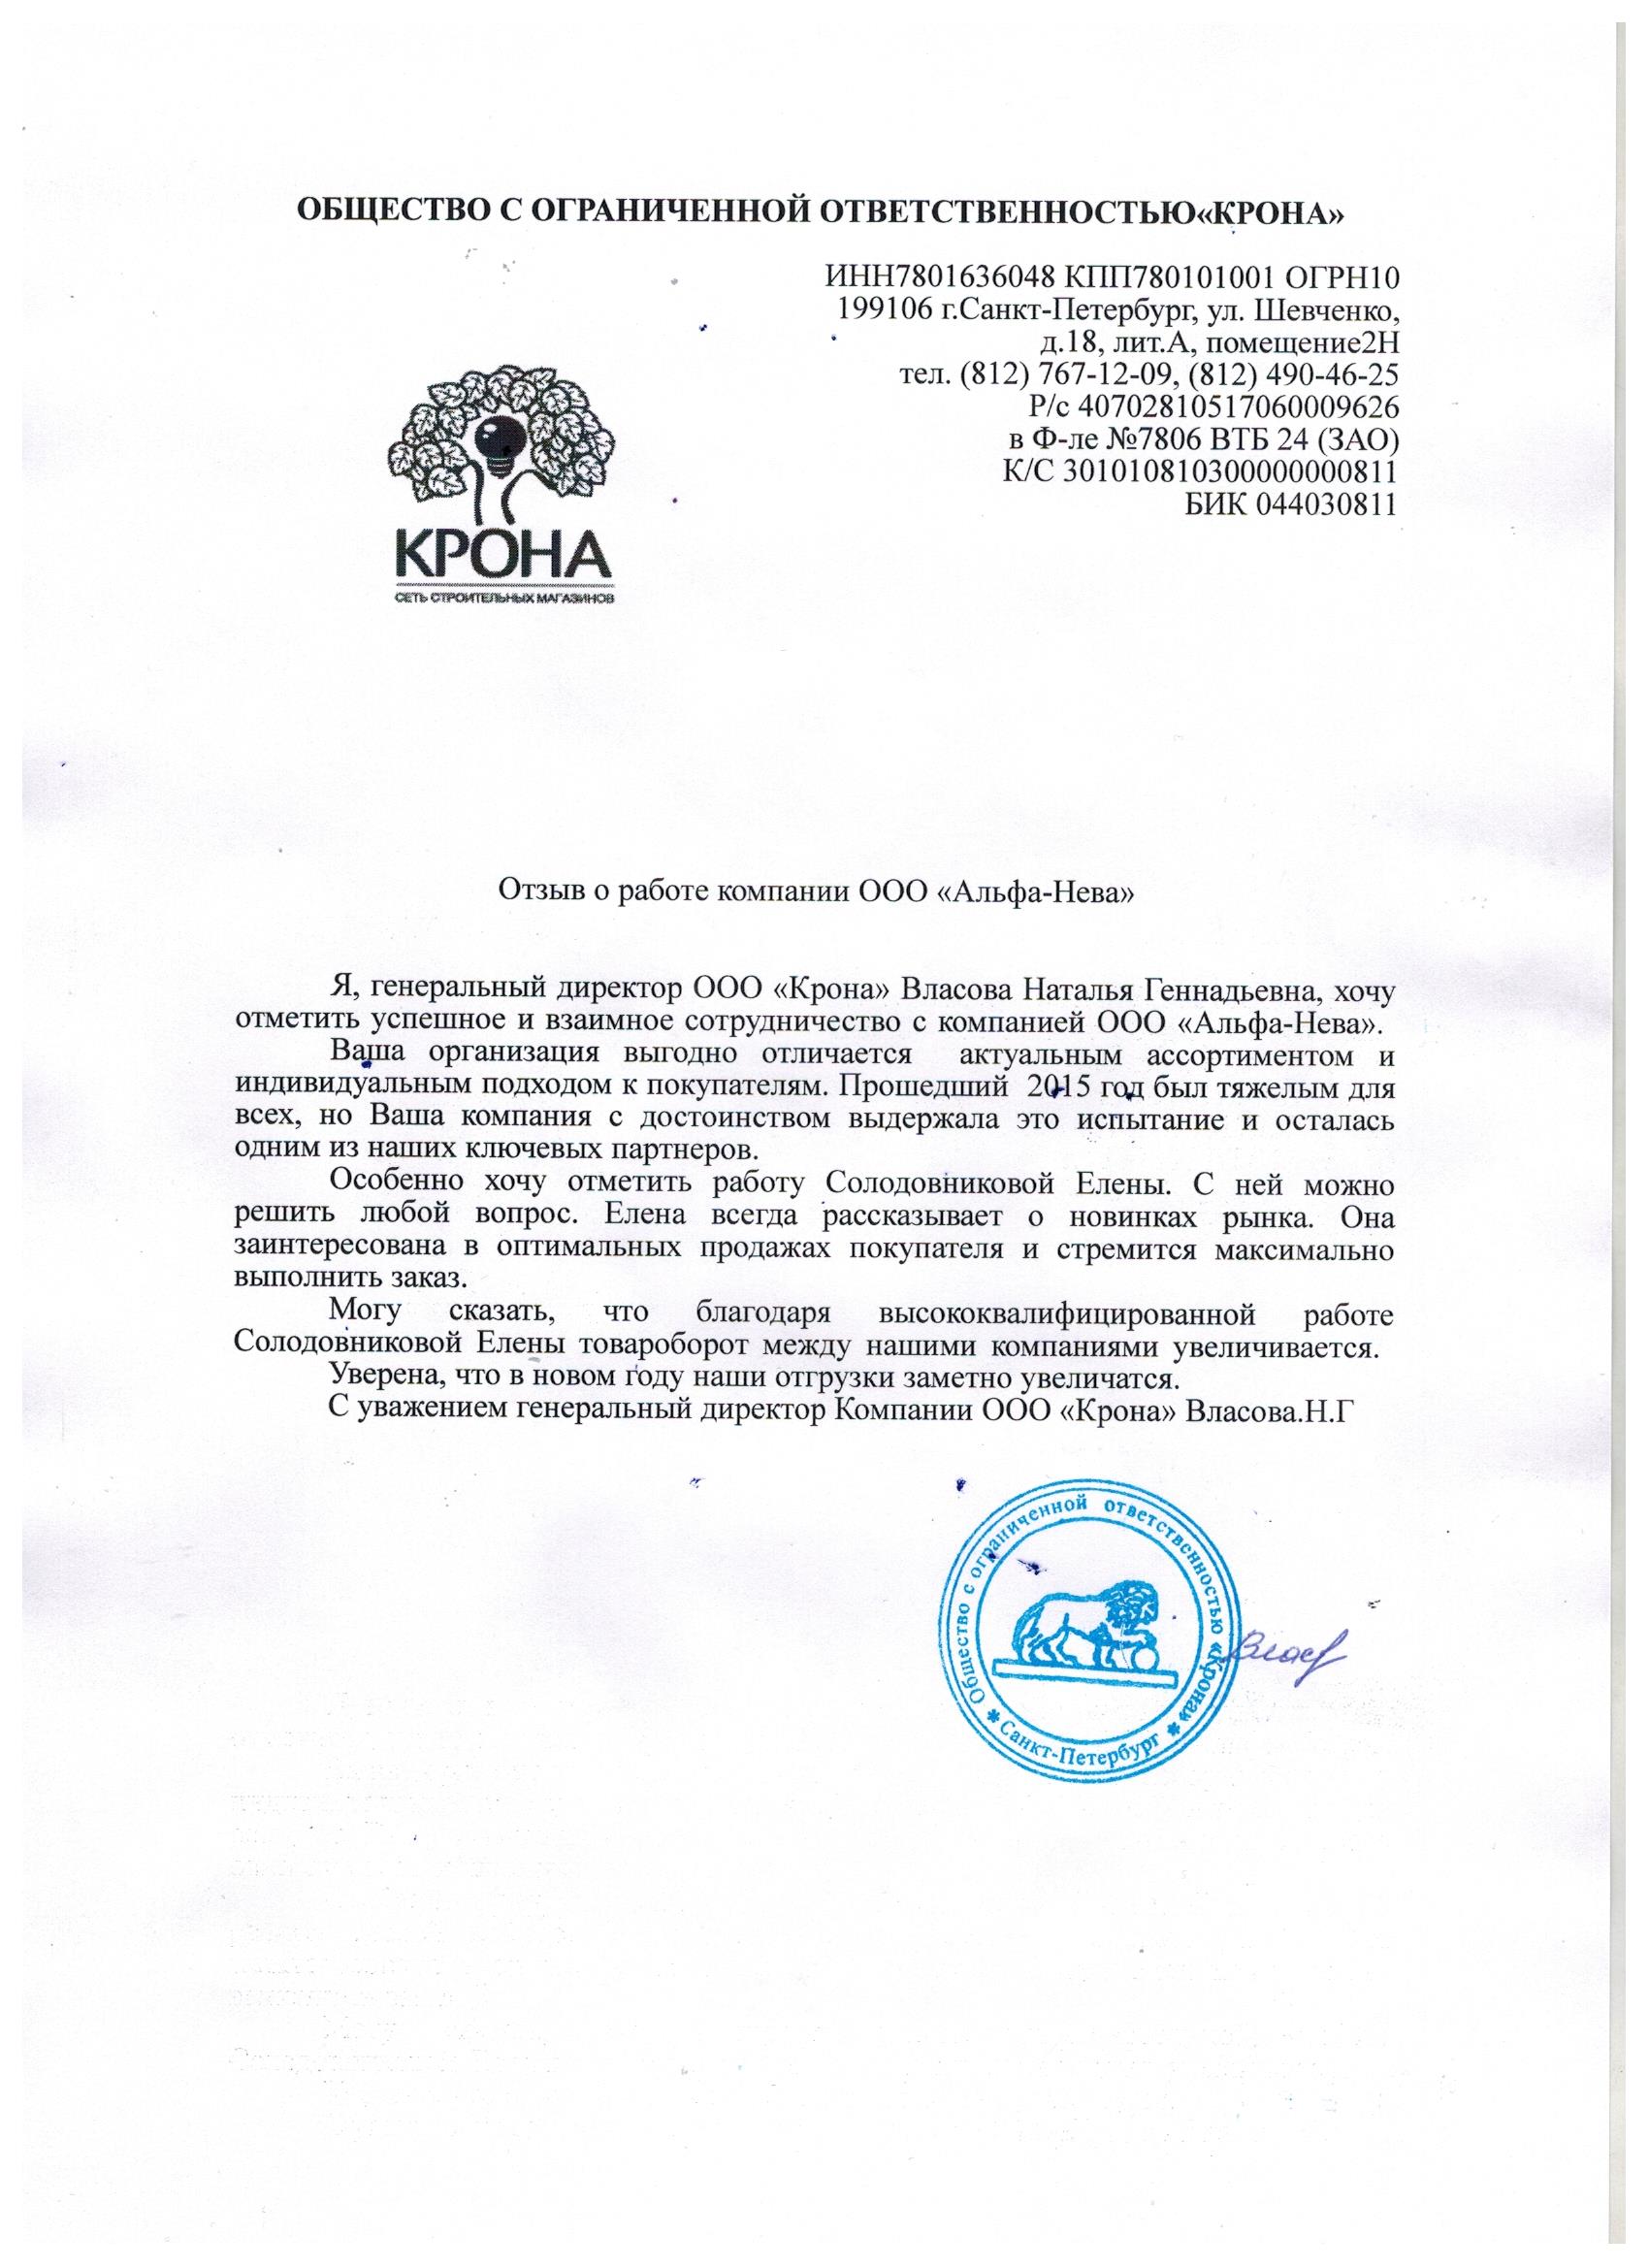 ОБЩЕСТВО С ОГРАНИЧЕННОЙ ОТВЕТСТВЕННОСТЬЮ«КРОНА»
ИНН7801636048 КПП780101001 ОГРН10
199106 г.Санкт-Петербург, ул. Шевченко,
д.18, лит.А, помещение2Н
тел. (812) 767-12-09, (812) 490-46-25
Р/с 40702810517060009626
в Ф-ле №7806 ВТБ 24 (ЗАО)
К/С 301010810300000000811
БИК 044030811
КРОНА
СЕТЬ СТРОИТЕЛЬНЫХ МАГАЗИНОВ
Отзыв о работе компании ООО «Альфа-Нева»
Я, генеральный директор ООО «Крона» Власова Наталья Геннадьевна, хочу
отметить успешное и взаимное сотрудничество с компанией ООО «Альфа-Нева».
Ваша организация выгодно отличается актуальным ассортиментом и
индивидуальным подходом к покупателям. Прошедший 2015 год был тяжелым для
всех, но Ваша компания с достоинством выдержала это испытание и осталась
одним из наших ключевых партнеров.
Особенно хочу отметить работу Солодовниковой Елены. С ней можно
решить любой вопрос. Елена всегда рассказывает о новинках рынка. Она
заинтересована в оптимальных продажах покупателя и стремится максимально
выполнить заказ.
Могу сказать, что благодаря высококвалифицированной работе
Солодовниковой Елены товароборот между нашими компаниями увеличивается.
Уверена, что в новом году наши отгрузки заметно увеличатся.
С уважением генеральный директор Компании ООО «Крона» Власова.Н.Г
Общество с ограниченной ответственностью «Крона»
Санкт-Петербург